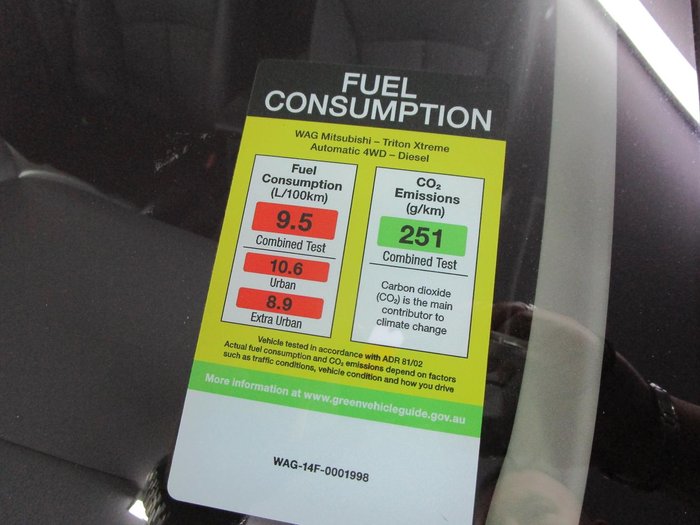 FUEL
CONSUMPTION
WAG Mitsubishi – Triton Xtreme
Automatic 4WD – Diesel
Fuel
Consumption
(L/100km)
9.5
Combined Test
10.6
Urban
8.9
Extra Urban
CO₂
Emissions
(g/km)
251
Combined Test
Carbon dioxide
(CO₂) is the main
contributor to
climate change
Vehicle tested in accordance with ADR 81/02
Actual fuel consumption and CO₂ emissions depend on factors
such as traffic conditions, vehicle condition and how you drive
More information at www.greenvehicleguide.gov.au
WAG-14F-0001998